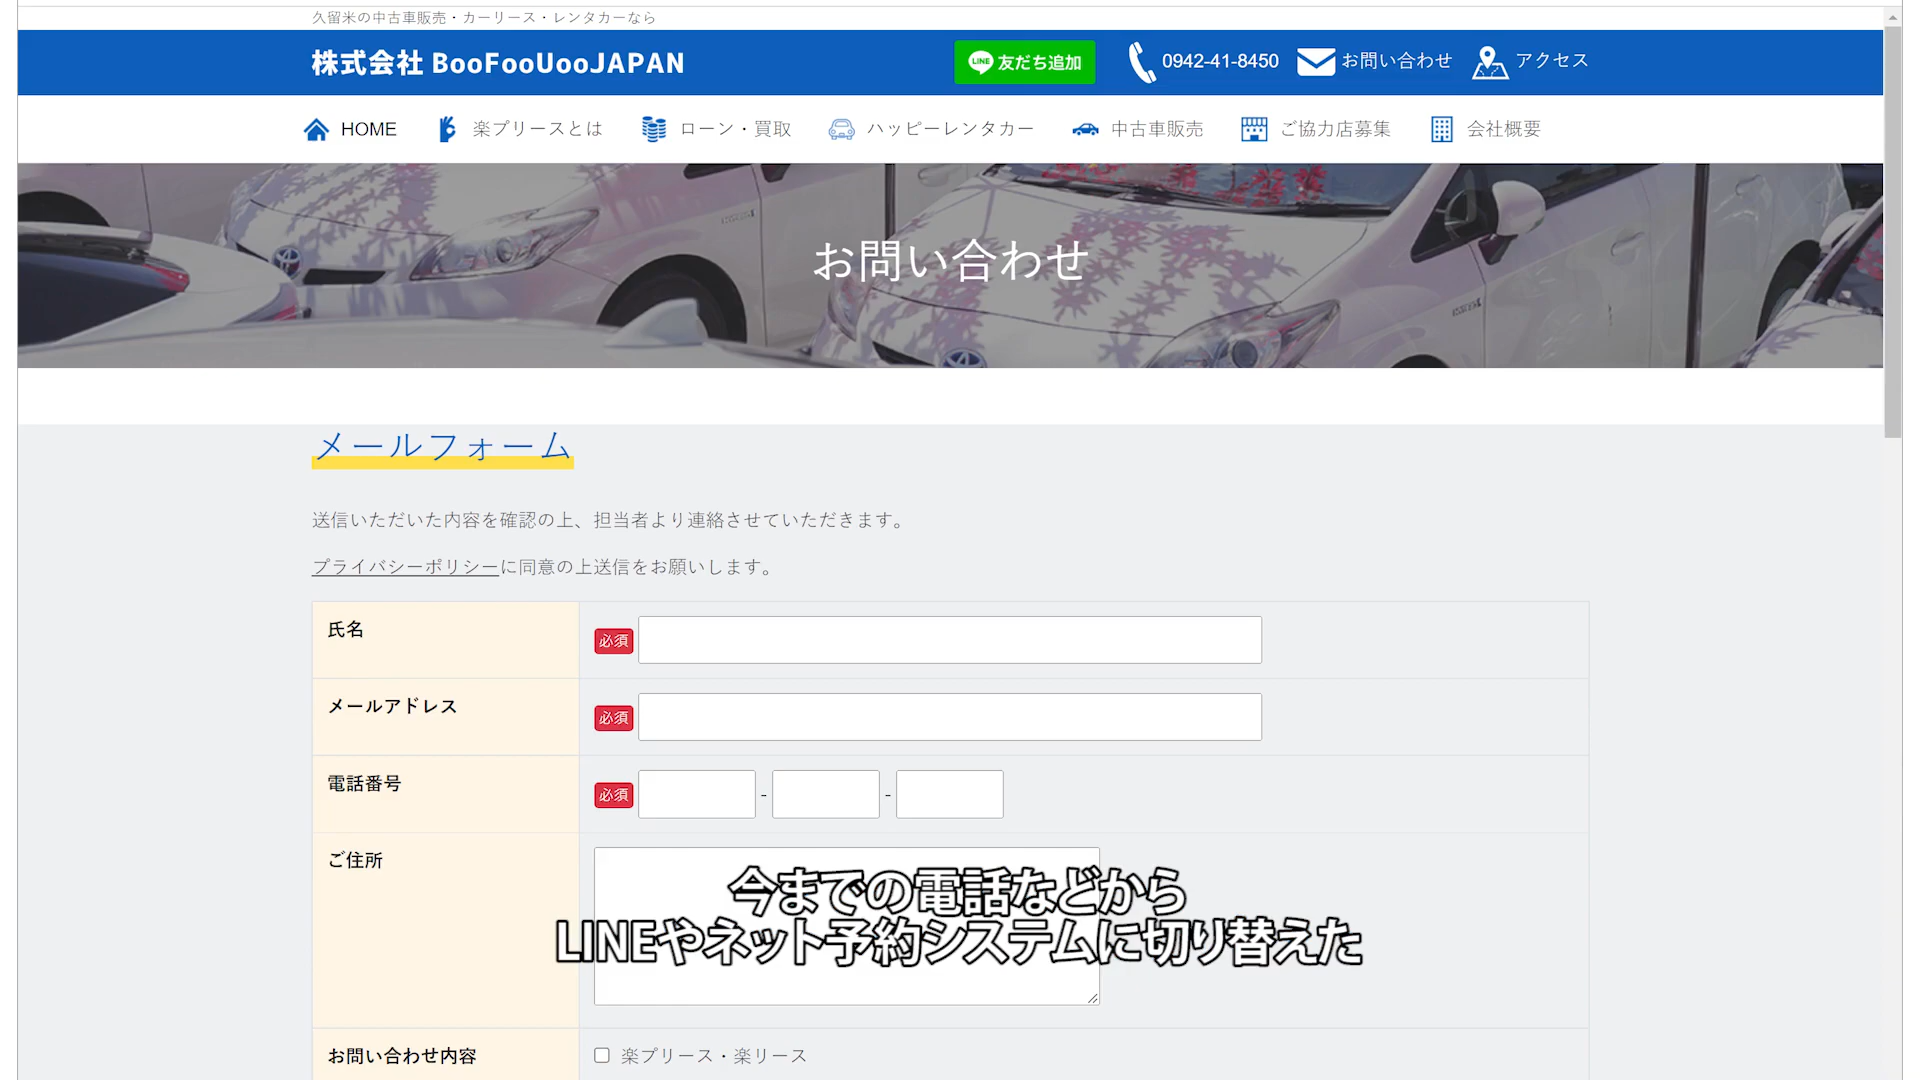 久留米の中古車販売・カーリース・レンタカーなら
株式会社 BooFooUooJAPAN
LINE 友だち追加
0942-41-8450
お問い合わせ
アクセス
HOME
楽プリースとは
ローン・買取
ハッピーレンタカー
中古車販売
ご協力店募集
会社概要
お問い合わせ
メールフォーム
送信いただいた内容を確認の上、担当者より連絡させていただきます。
プライバシーポリシーに同意の上送信をお願いします。
氏名
必須
メールアドレス
必須
電話番号
必須 - -
ご住所
今までの電話などから
LINEやネット予約システムに切り替えた
お問い合わせ内容
楽プリース・楽リース